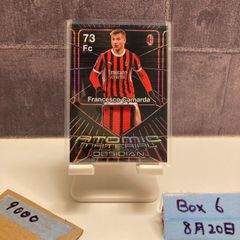 73
Fc
Francesco Camarda
ATOMIC
MATERIAL
OBSIDIAN
9000
Box 6
8月20日